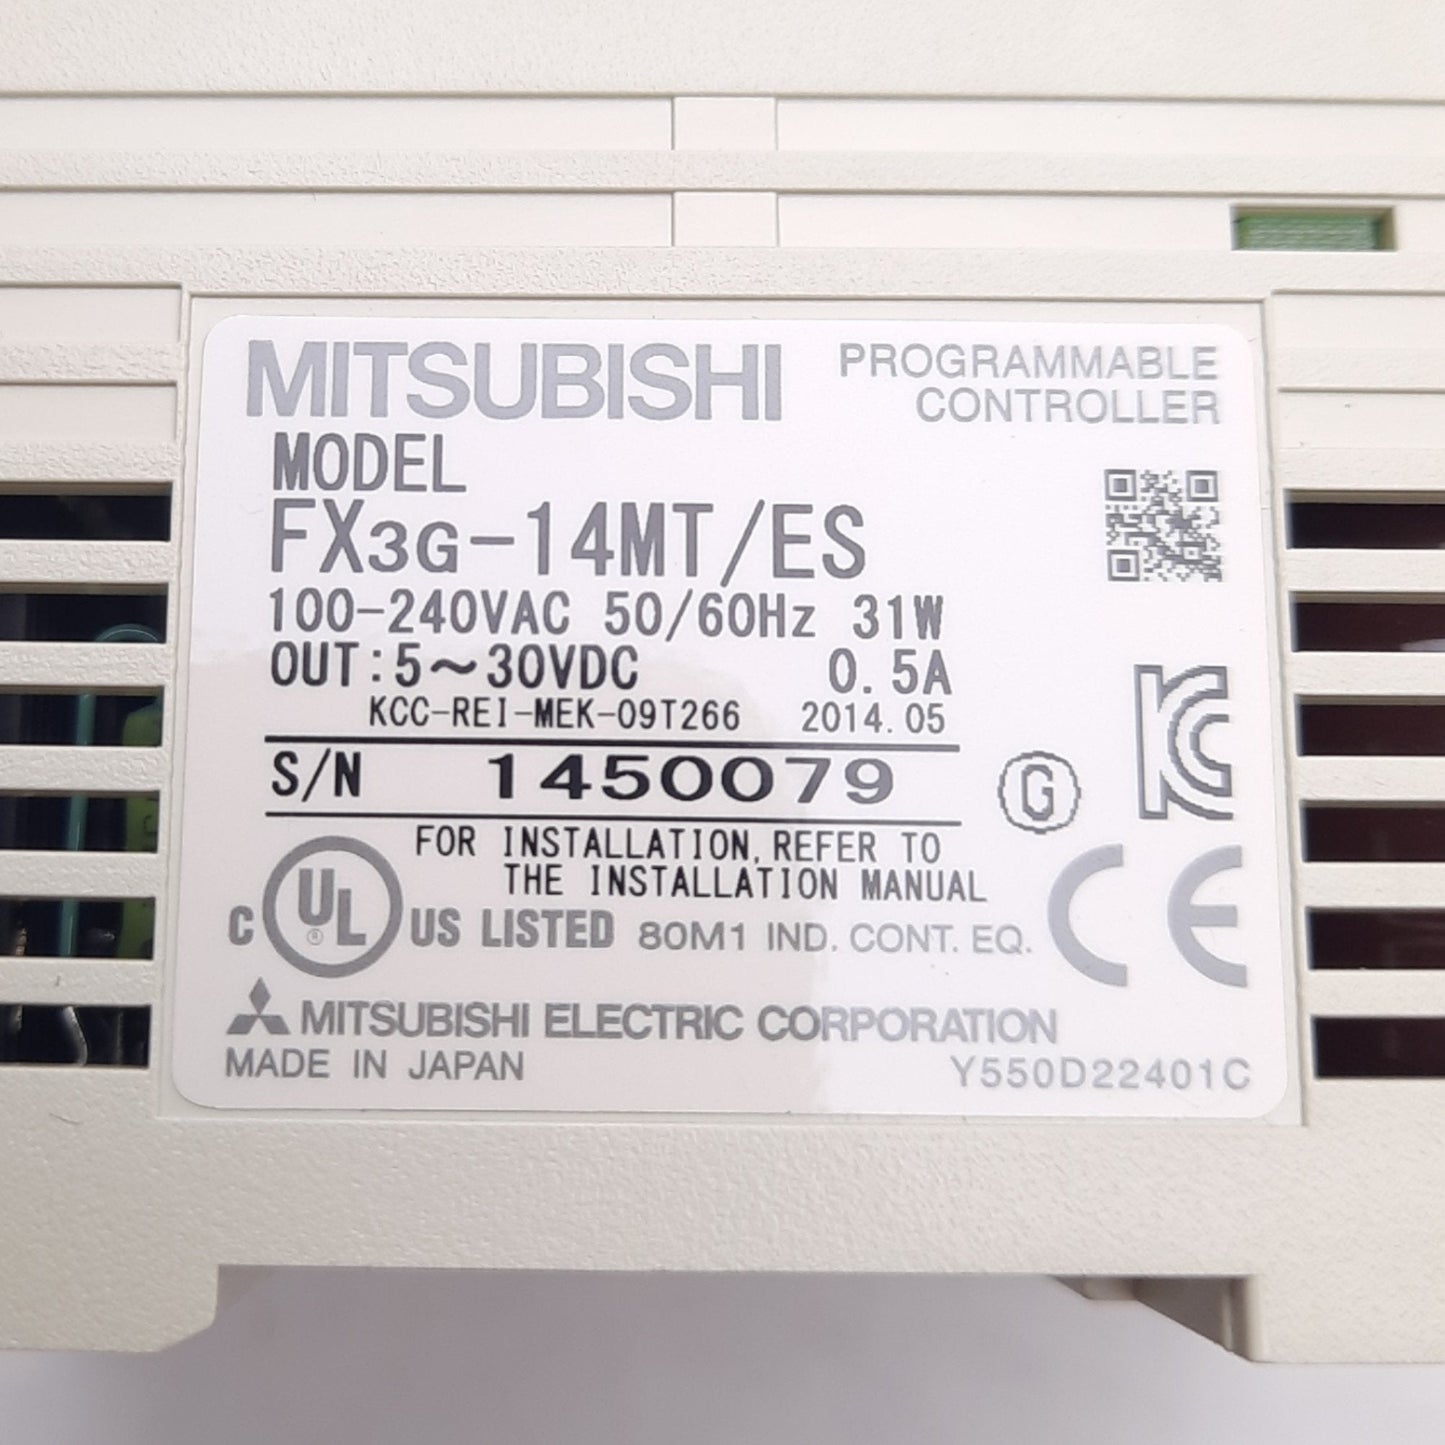 MITSUBISHI
PROGRAMMABLE
CONTROLLER
MODEL
FX3G-14MT/ES
100-240VAC 50/60Hz 31W
OUT:5~30VDC 0.5A
KCC-REI-MEK-09T266 2014.05
S/N 1450079
G
FOR INSTALLATION, REFER TO
THE INSTALLATION MANUAL
C UL ® US LISTED 80M1 IND. CONT. EQ.
CE
MITSUBISHI ELECTRIC CORPORATION
MADE IN JAPAN Y550D22401C